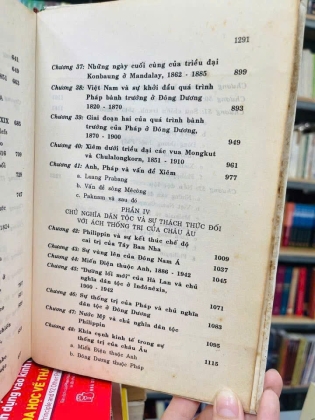 1291
Chương 37: Những ngày cuối cùng của triều đại
Konbaung ở Mandalay, 1862 - 1885
899
Chương 38: Việt Nam và sự khởi đầu quá trình
Pháp bành trướng ở Đông Dương
1820 - 1870
893
Chương 39: Giai đoạn hai của quá trình bành
trướng của Pháp ở Đông Dương,
1870 - 1900
949
Chương 40: Xiêm dưới triều đại các vua Mongkut
và Chulalongkorn, 1851 - 1910
961
Chương 41: Anh, Pháp và vấn đề Xiêm
977
a. Luang Prabang
b. Vấn đề sông Mêcông
c. Paknam và sau đó
PHẦN IV
CHỦ NGHĨA DÂN TỘC VÀ SỰ THÁCH THỨC ĐỐI
VỚI ÁCH THỐNG TRỊ CỦA CHÂU ÂU
Chương 42: Philippin và sự kết thúc chế độ
cai trị của Tây Ban Nha
1009
Chương 43: Sự vùng lên của Đông Nam Á
1037
Chương 44: Miến Điện thuộc Anh, 1886 - 1942
1045
"Đường lối mới" của Hà Lan và chủ
nghĩa dân tộc ở Inđônêxia,
1900 - 1942
Chương 46: Sự thống trị của Pháp và chủ nghĩa
dân tộc ở Đông Dương
1071
Chương 47: Nước Mỹ và chủ nghĩa dân tộc
Philippin
1083
Khía cạnh kinh tế trong sự
thống trị của châu Âu
1095
a. Miến Điện thuộc Anh
b. Đông Dương thuộc Pháp
1115